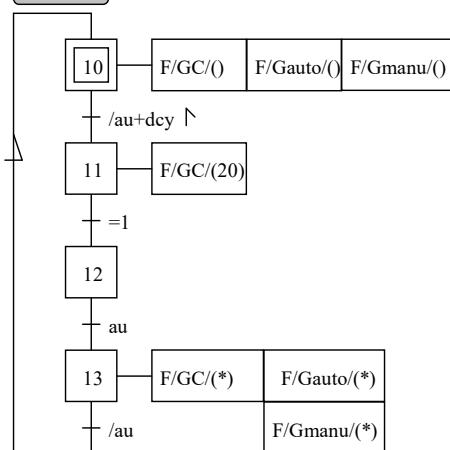 10 F/GC/() F/Gauto/() F/Gmanu/()
/au+dcy
11 F/GC/(20)
=1
12
au
13 F/GC/(*) F/Gauto/(*)
/au F/Gmanu/(*)